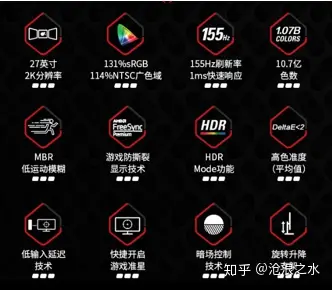 155Hz
1.07B
COLORS
27英寸
2K分辨率
131%sRGB
114%NTSC广色域
155Hz刷新率
1ms快速响应
10.7亿
色数
AMD
FreeSync
Premium
HDR
DeltaE<2
MBR
低运动模糊
游戏防撕裂
显示技术
HDR
Mode功能
高色准度
(平均值)
低输入延迟
技术
快捷开启
游戏准星
暗场控制
技术
旋转升降
知乎 @沧浪之水